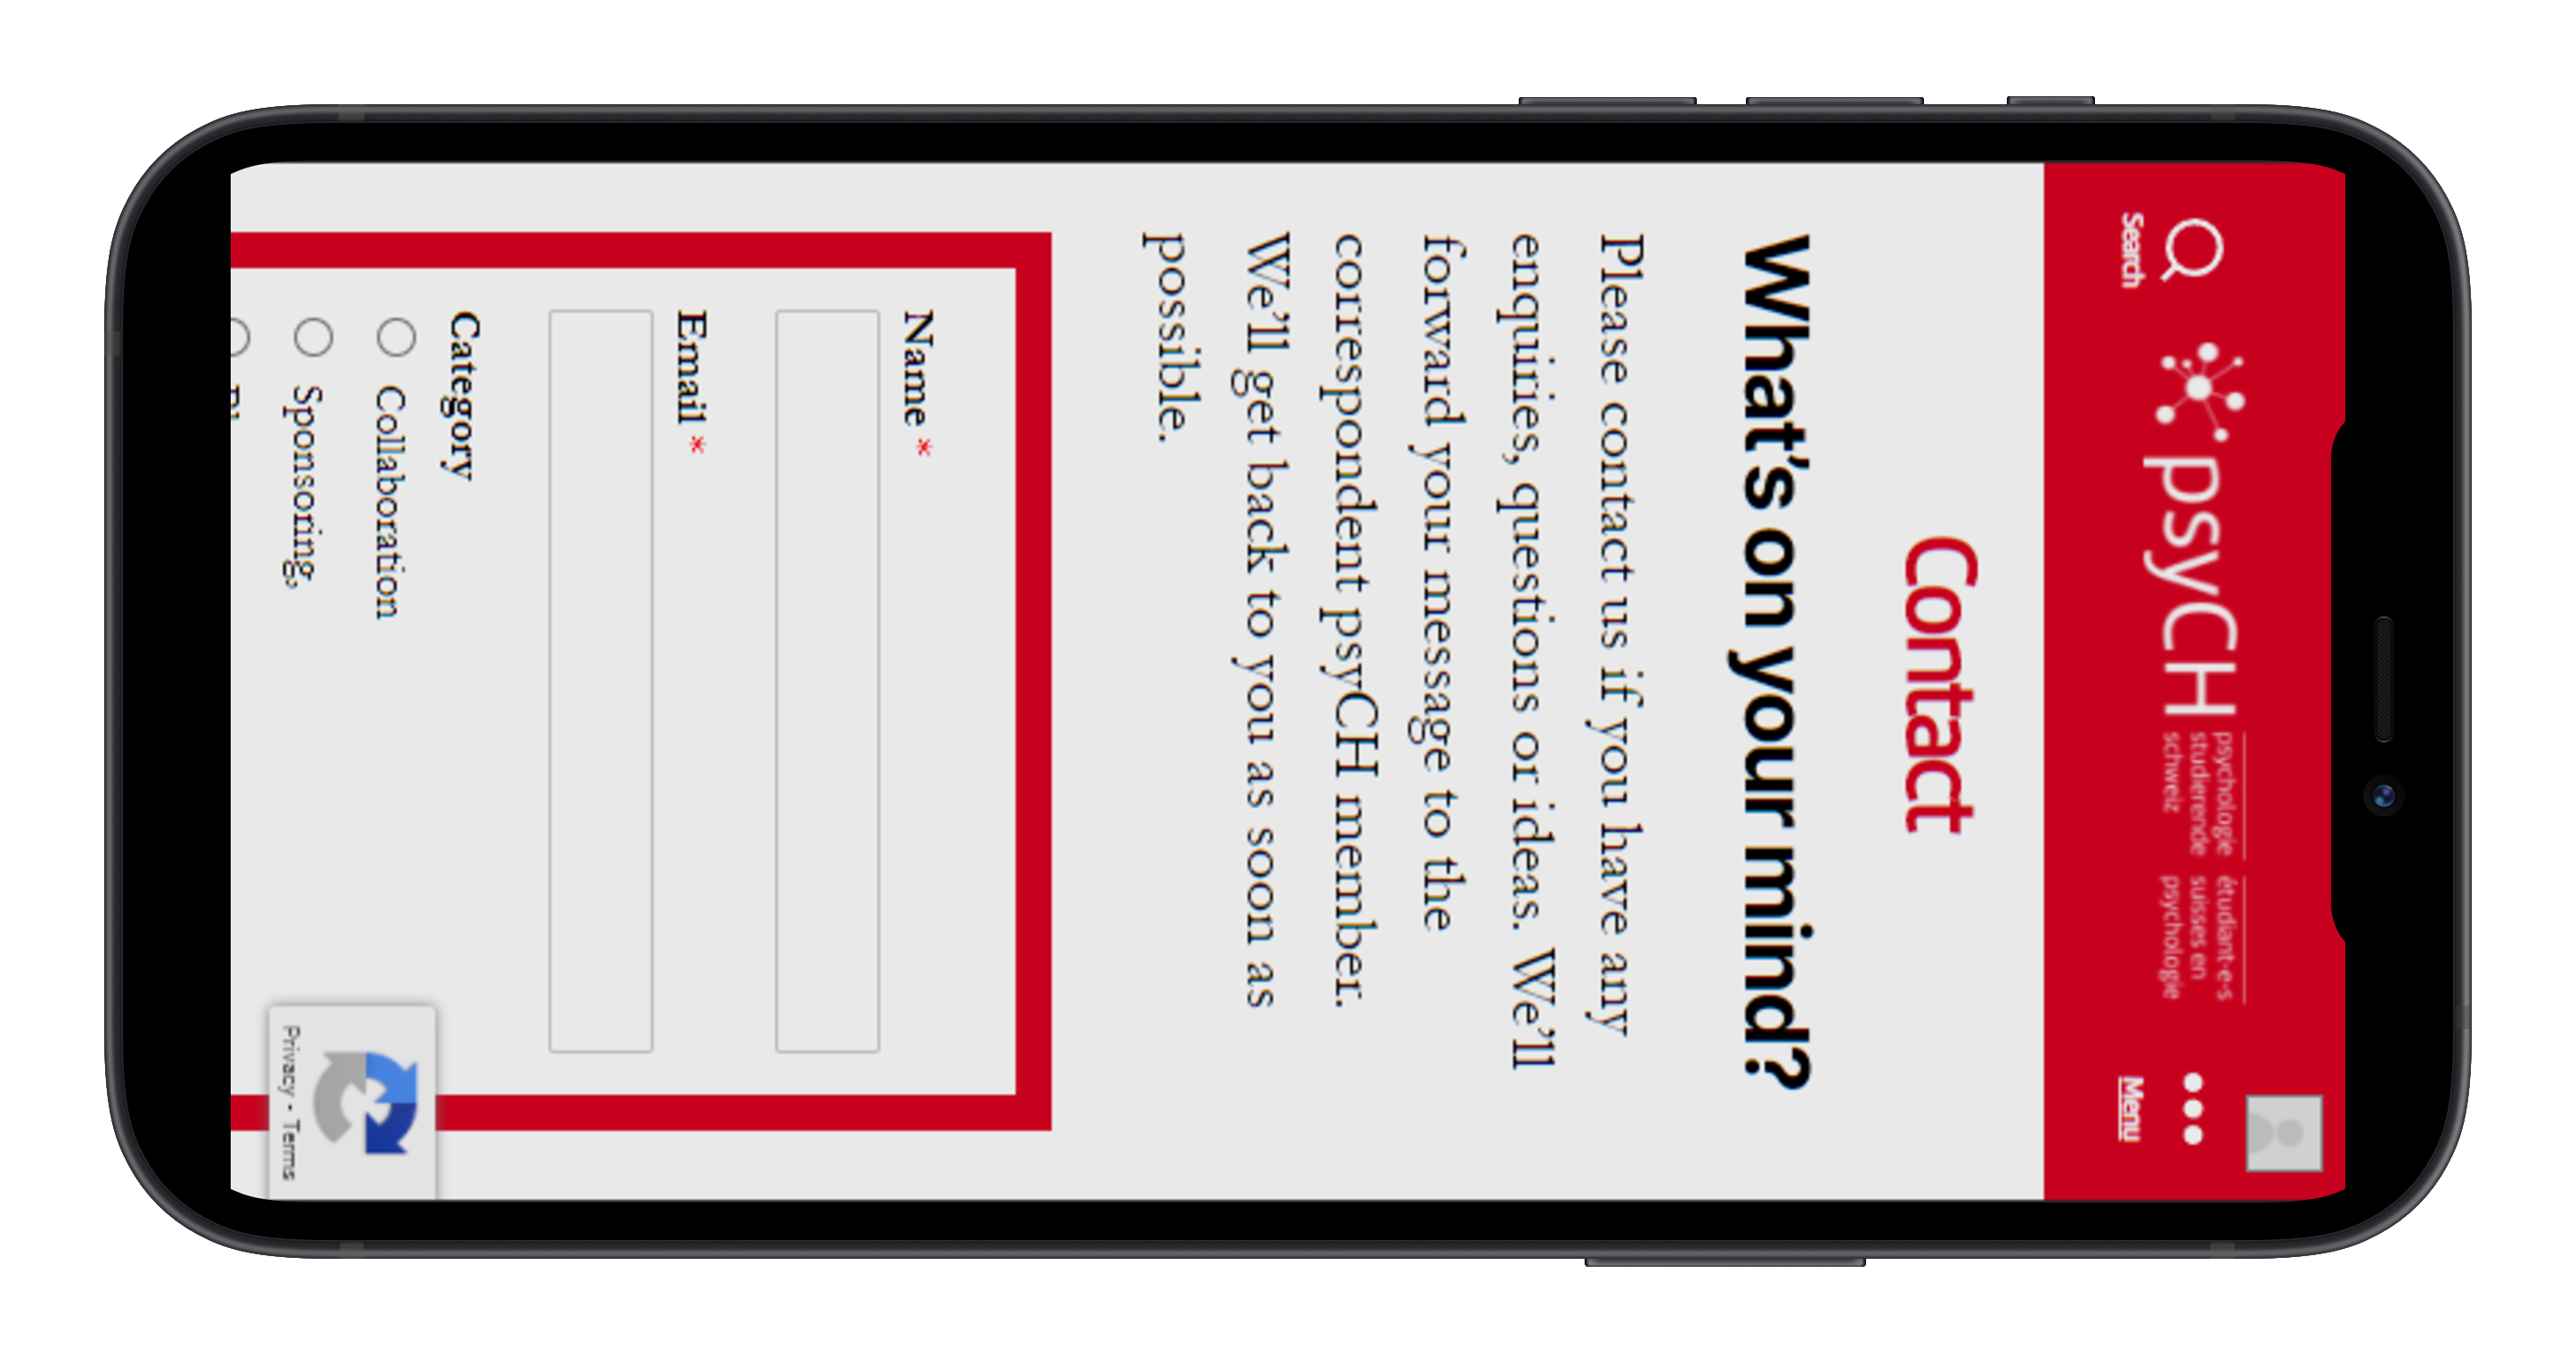 Search
psyCH
psychologie
studierende
schweiz
étudiant·e·s
suisses en
psychologie
Menu
Contact
What's on your mind?
Please contact us if you have any
enquiries, questions or ideas. We'll
forward your message to the
correspondent psyCH member.
We'll get back to you as soon as
possible.
Name *
Email *
Category
Collaboration
Sponsoring,
Privacy - Terms